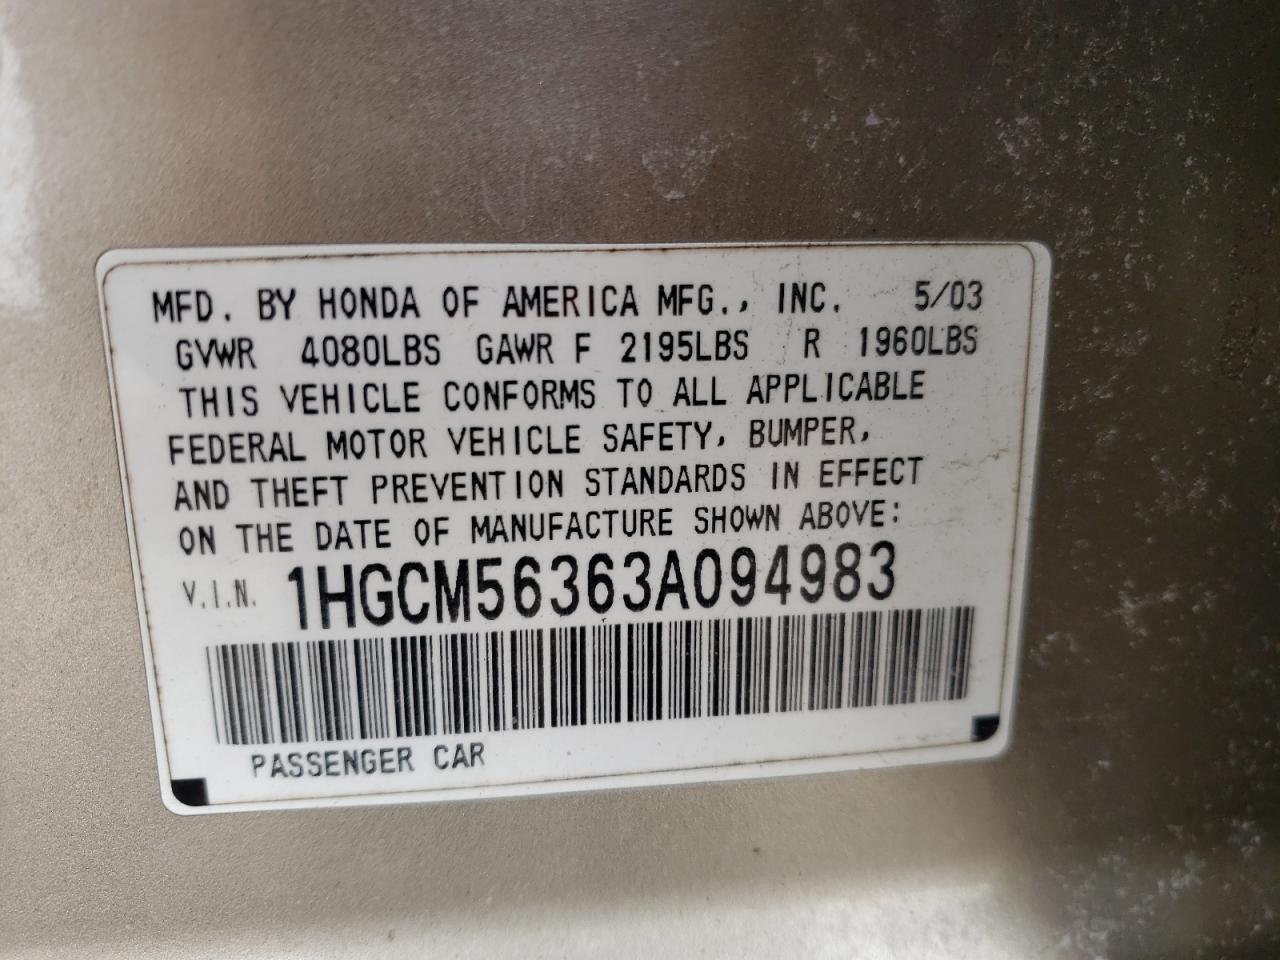 MFD. BY HONDA OF AMERICA MFG., INC. 5/03
GVWR 4080LBS GAWR F 2195LBS R 1960LBS
THIS VEHICLE CONFORMS TO ALL APPLICABLE
FEDERAL MOTOR VEHICLE SAFETY, BUMPER,
AND THEFT PREVENTION STANDARDS IN EFFECT
ON THE DATE OF MANUFACTURE SHOWN ABOVE:
V.I.N. 1HGCM56363A094983
PASSENGER CAR